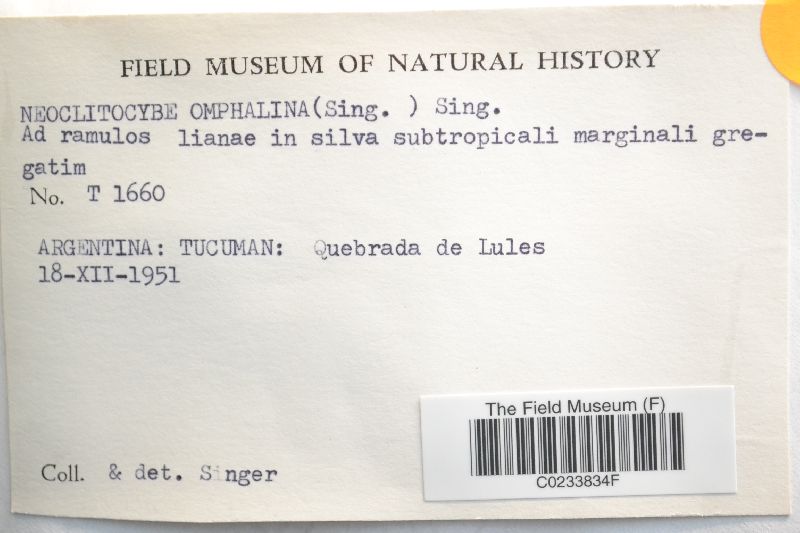 FIELD MUSEUM OF NATURAL HISTORY
NEOCLITOCYBE OMPHALINA(Sing. ) Sing.
Ad ramulos lianae in silva subtropicali marginali gre-
gatim
No. T 1660
ARGENTINA: TUCUMAN: Quebrada de Lules
18-XII-1951
The Field Museum (F)
C0233834F
Coll. & det. Singer